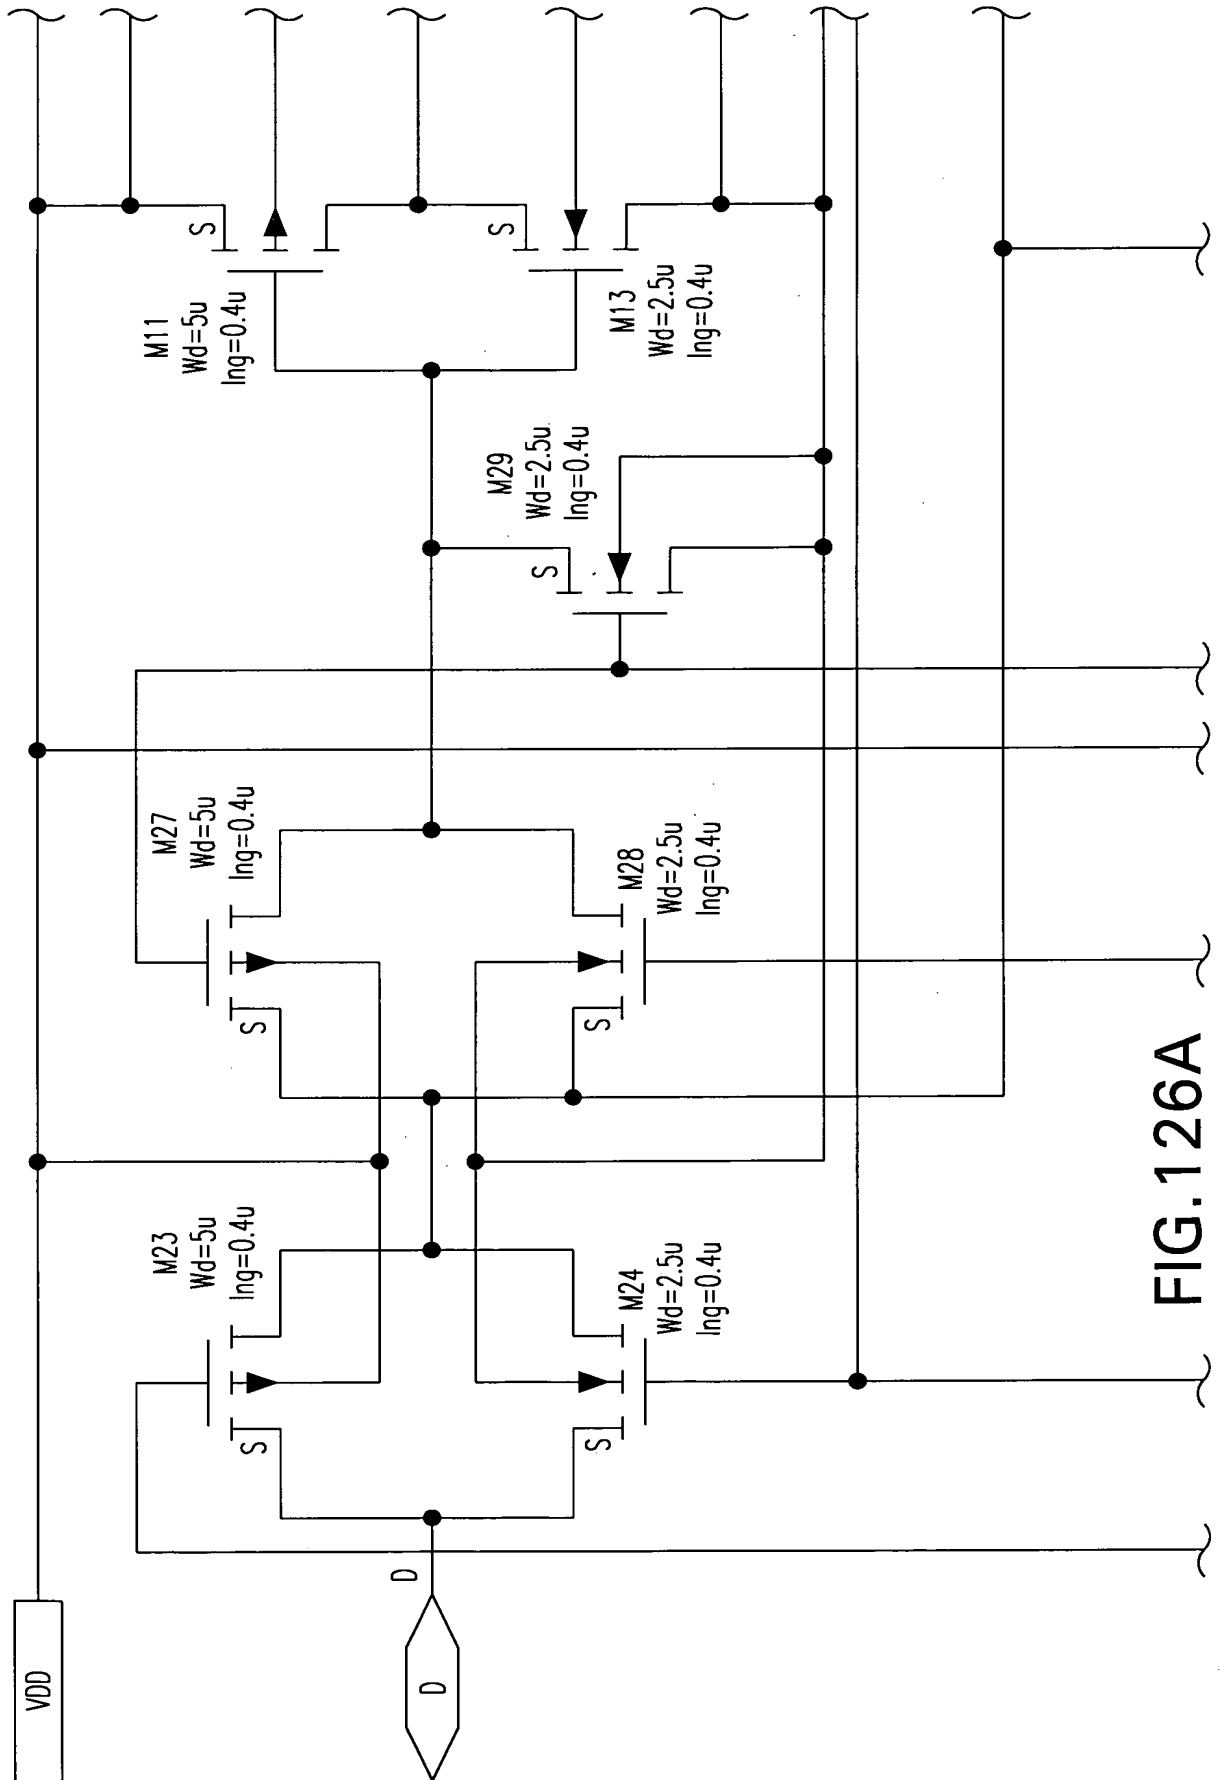 VDD
D
D
S
M23
Wd=5u
lng=0.4u
S
M24
Wd=2.5u
lng=0.4u
S
M27
Wd=5u
lng=0.4u
S
M28
Wd=2.5u
lng=0.4u
S
M29
Wd=2.5u
lng=0.4u
S
M11
Wd=5u
lng=0.4u
S
M13
Wd=2.5u
lng=0.4u
FIG.126A